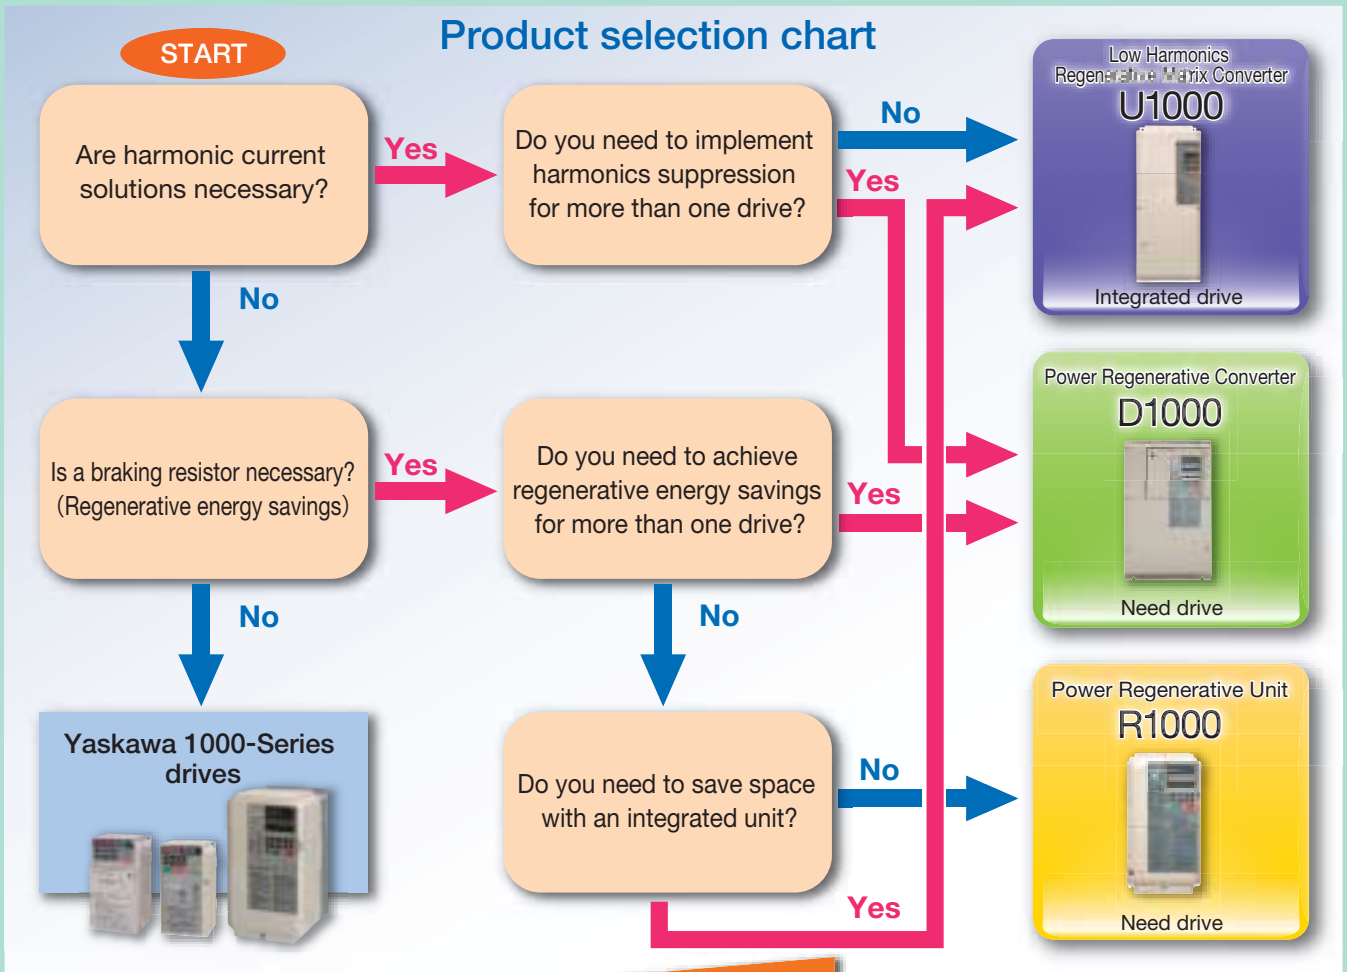 Product selection chart
START
Are harmonic current
solutions necessary?
Yes
No
Do you need to implement
harmonics suppression
for more than one drive?
No
Yes
Low Harmonics
Regenerative Matrix Converter
U1000
Integrated drive
Is a braking resistor necessary?
(Regenerative energy savings)
Yes
No
Do you need to achieve
regenerative energy savings
for more than one drive?
Yes
No
Power Regenerative Converter
D1000
Need drive
Yaskawa 1000-Series
drives
Do you need to save space
with an integrated unit?
No
Yes
Power Regenerative Unit
R1000
Need drive